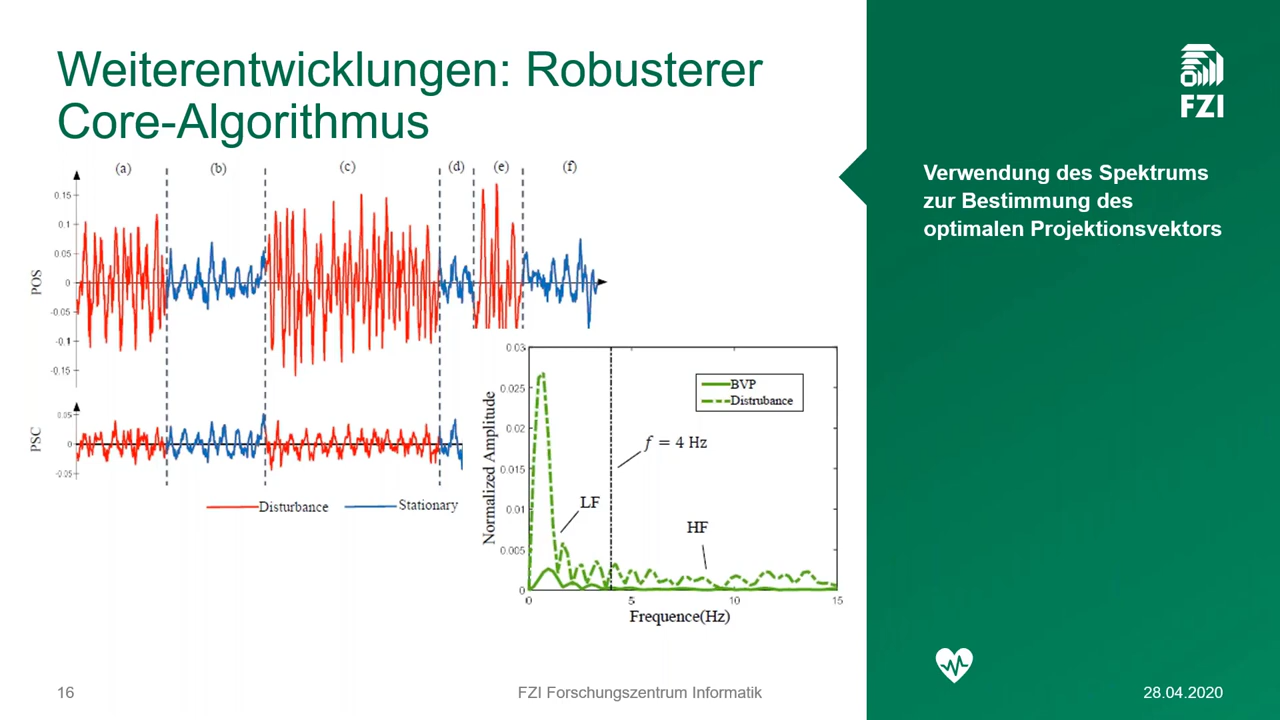 Weiterentwicklungen: Robusterer
Core-Algorithmus
FZI
Verwendung des Spektrums
zur Bestimmung des
optimalen Projektionsvektors
(a) (b) (c) (d) (e) (f)
POS
0.15
0.1
0.05
0
-0.05
-0.1
-0.15
PSC
0.05
0
-0.05
Disturbance Stationary
Normalized Amplitude
0.03
0.025
0.02
0.015
0.01
0.005
0
BVP
Distrubance
f = 4 Hz
LF
HF
0 5 10 15
Frequence(Hz)
16
FZI Forschungszentrum Informatik
28.04.2020